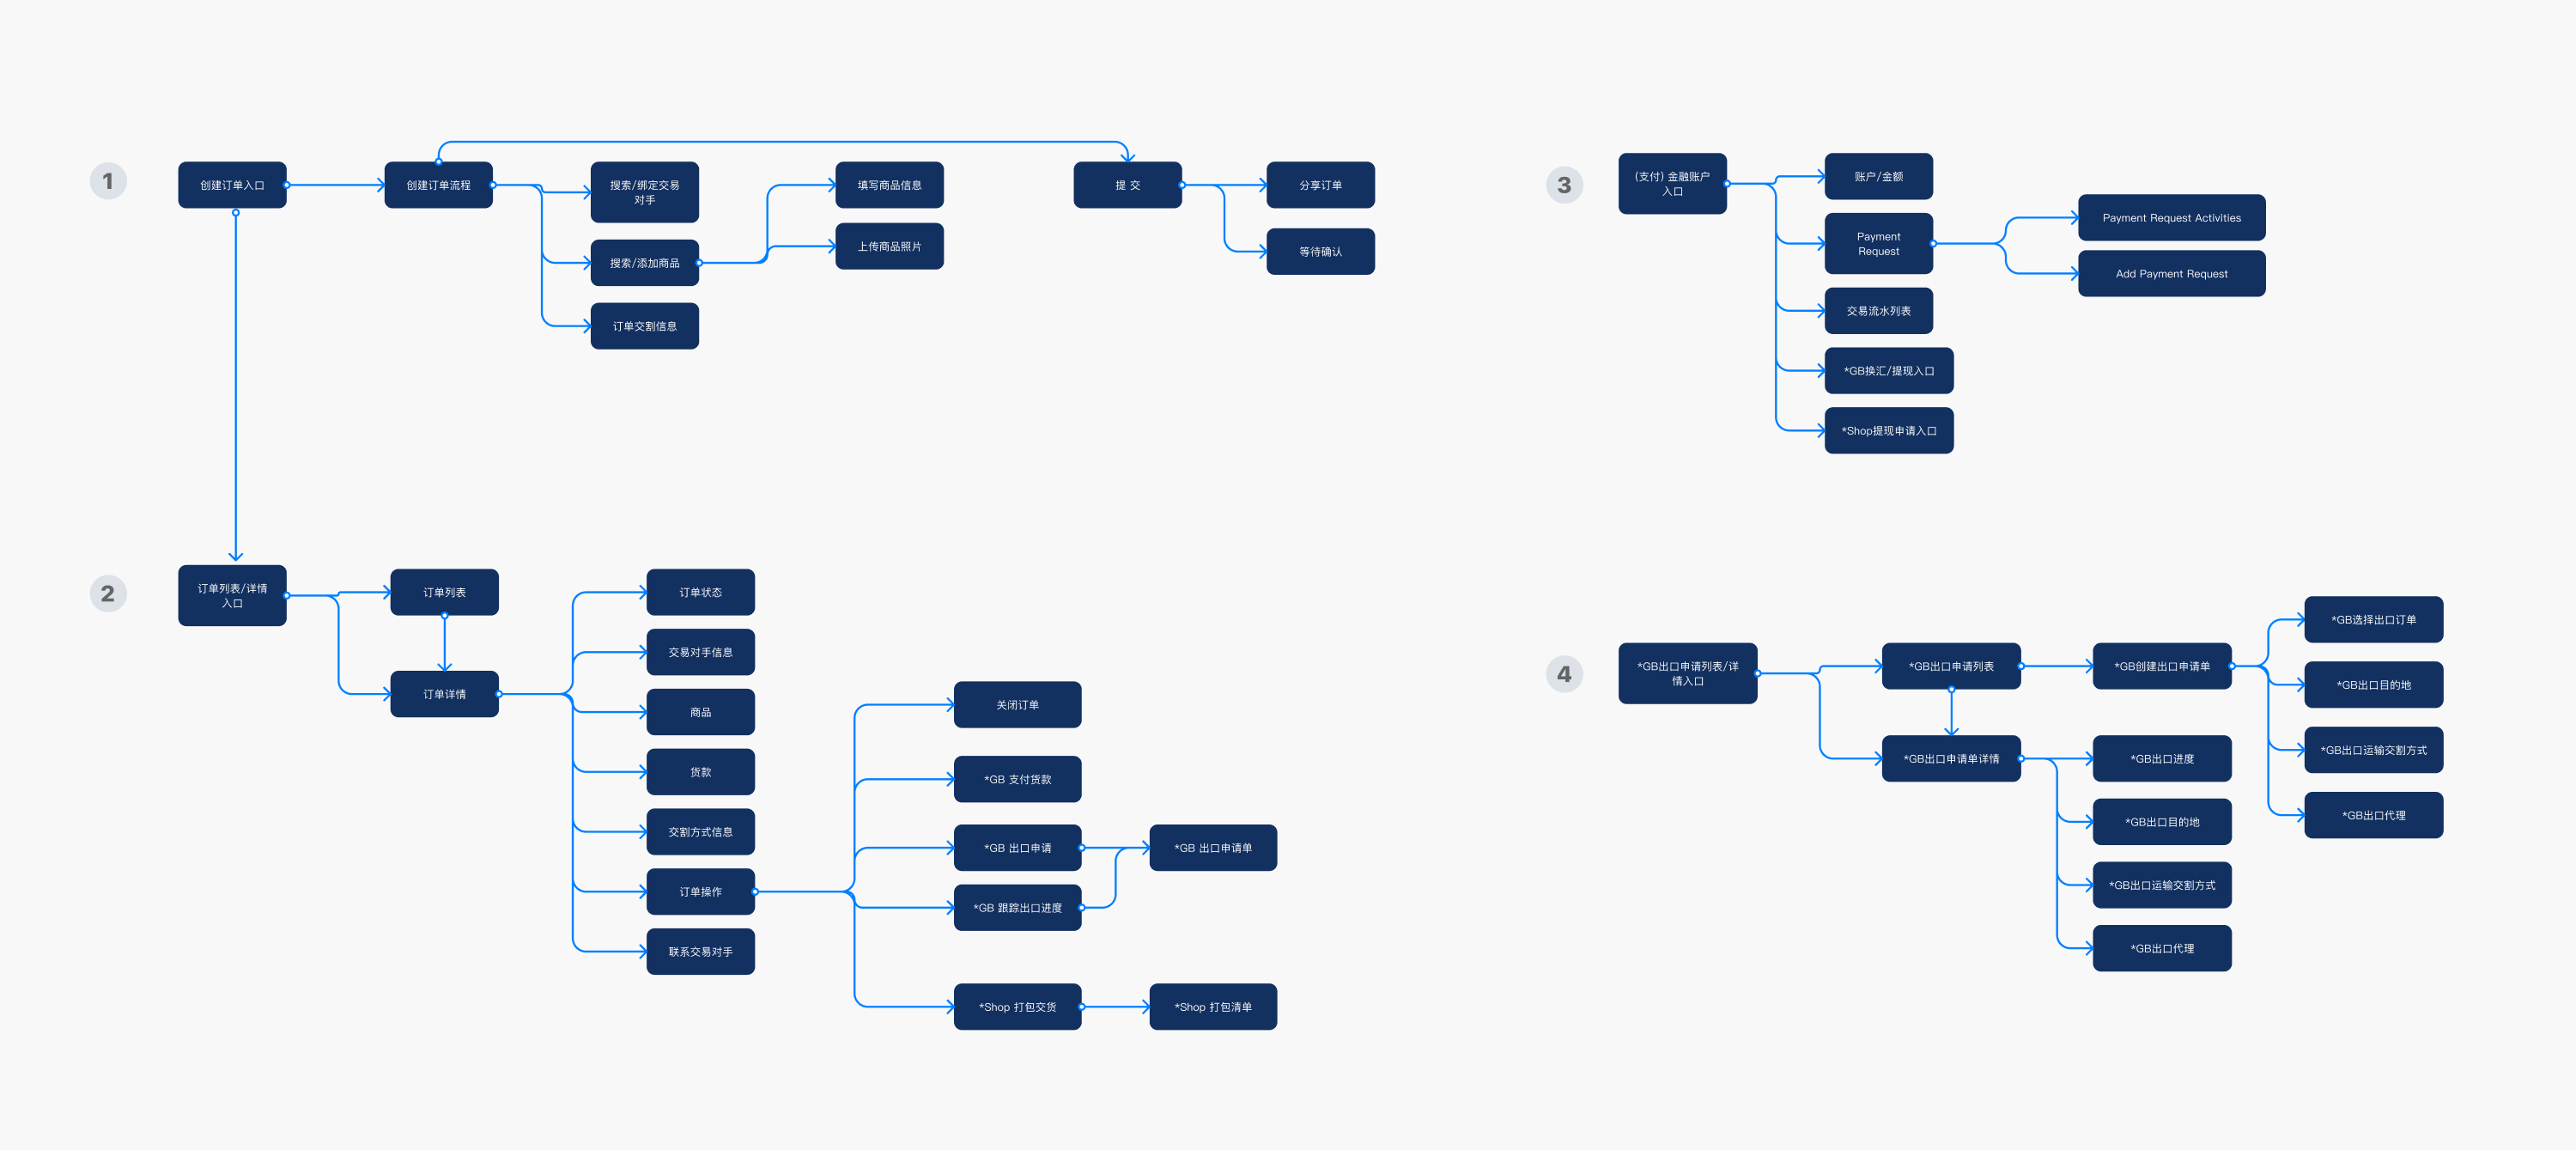 1
创建订单入口
创建订单流程
搜索/绑定交易
对手
搜索/添加商品
订单交割信息
填写商品信息
上传商品照片
提 交
分享订单
等待确认
2
订单列表/详情
入口
订单列表
订单详情
订单状态
交易对手信息
商品
货款
交割方式信息
订单操作
联系交易对手
关闭订单
*GB 支付货款
*GB 出口申请
*GB 跟踪出口进度
*Shop 打包交货
*GB 出口申请单
*Shop 打包清单
3
(支付) 金融账户
入口
账户/金额
Payment
Request
交易流水列表
*GB换汇/提现入口
*Shop提现申请入口
Payment Request Activities
Add Payment Request
4
*GB出口申请列表/详
情入口
*GB出口申请列表
*GB出口申请单详情
*GB创建出口申请单
*GB出口进度
*GB出口目的地
*GB出口运输交割方式
*GB出口代理
*GB选择出口订单
*GB出口目的地
*GB出口运输交割方式
*GB出口代理